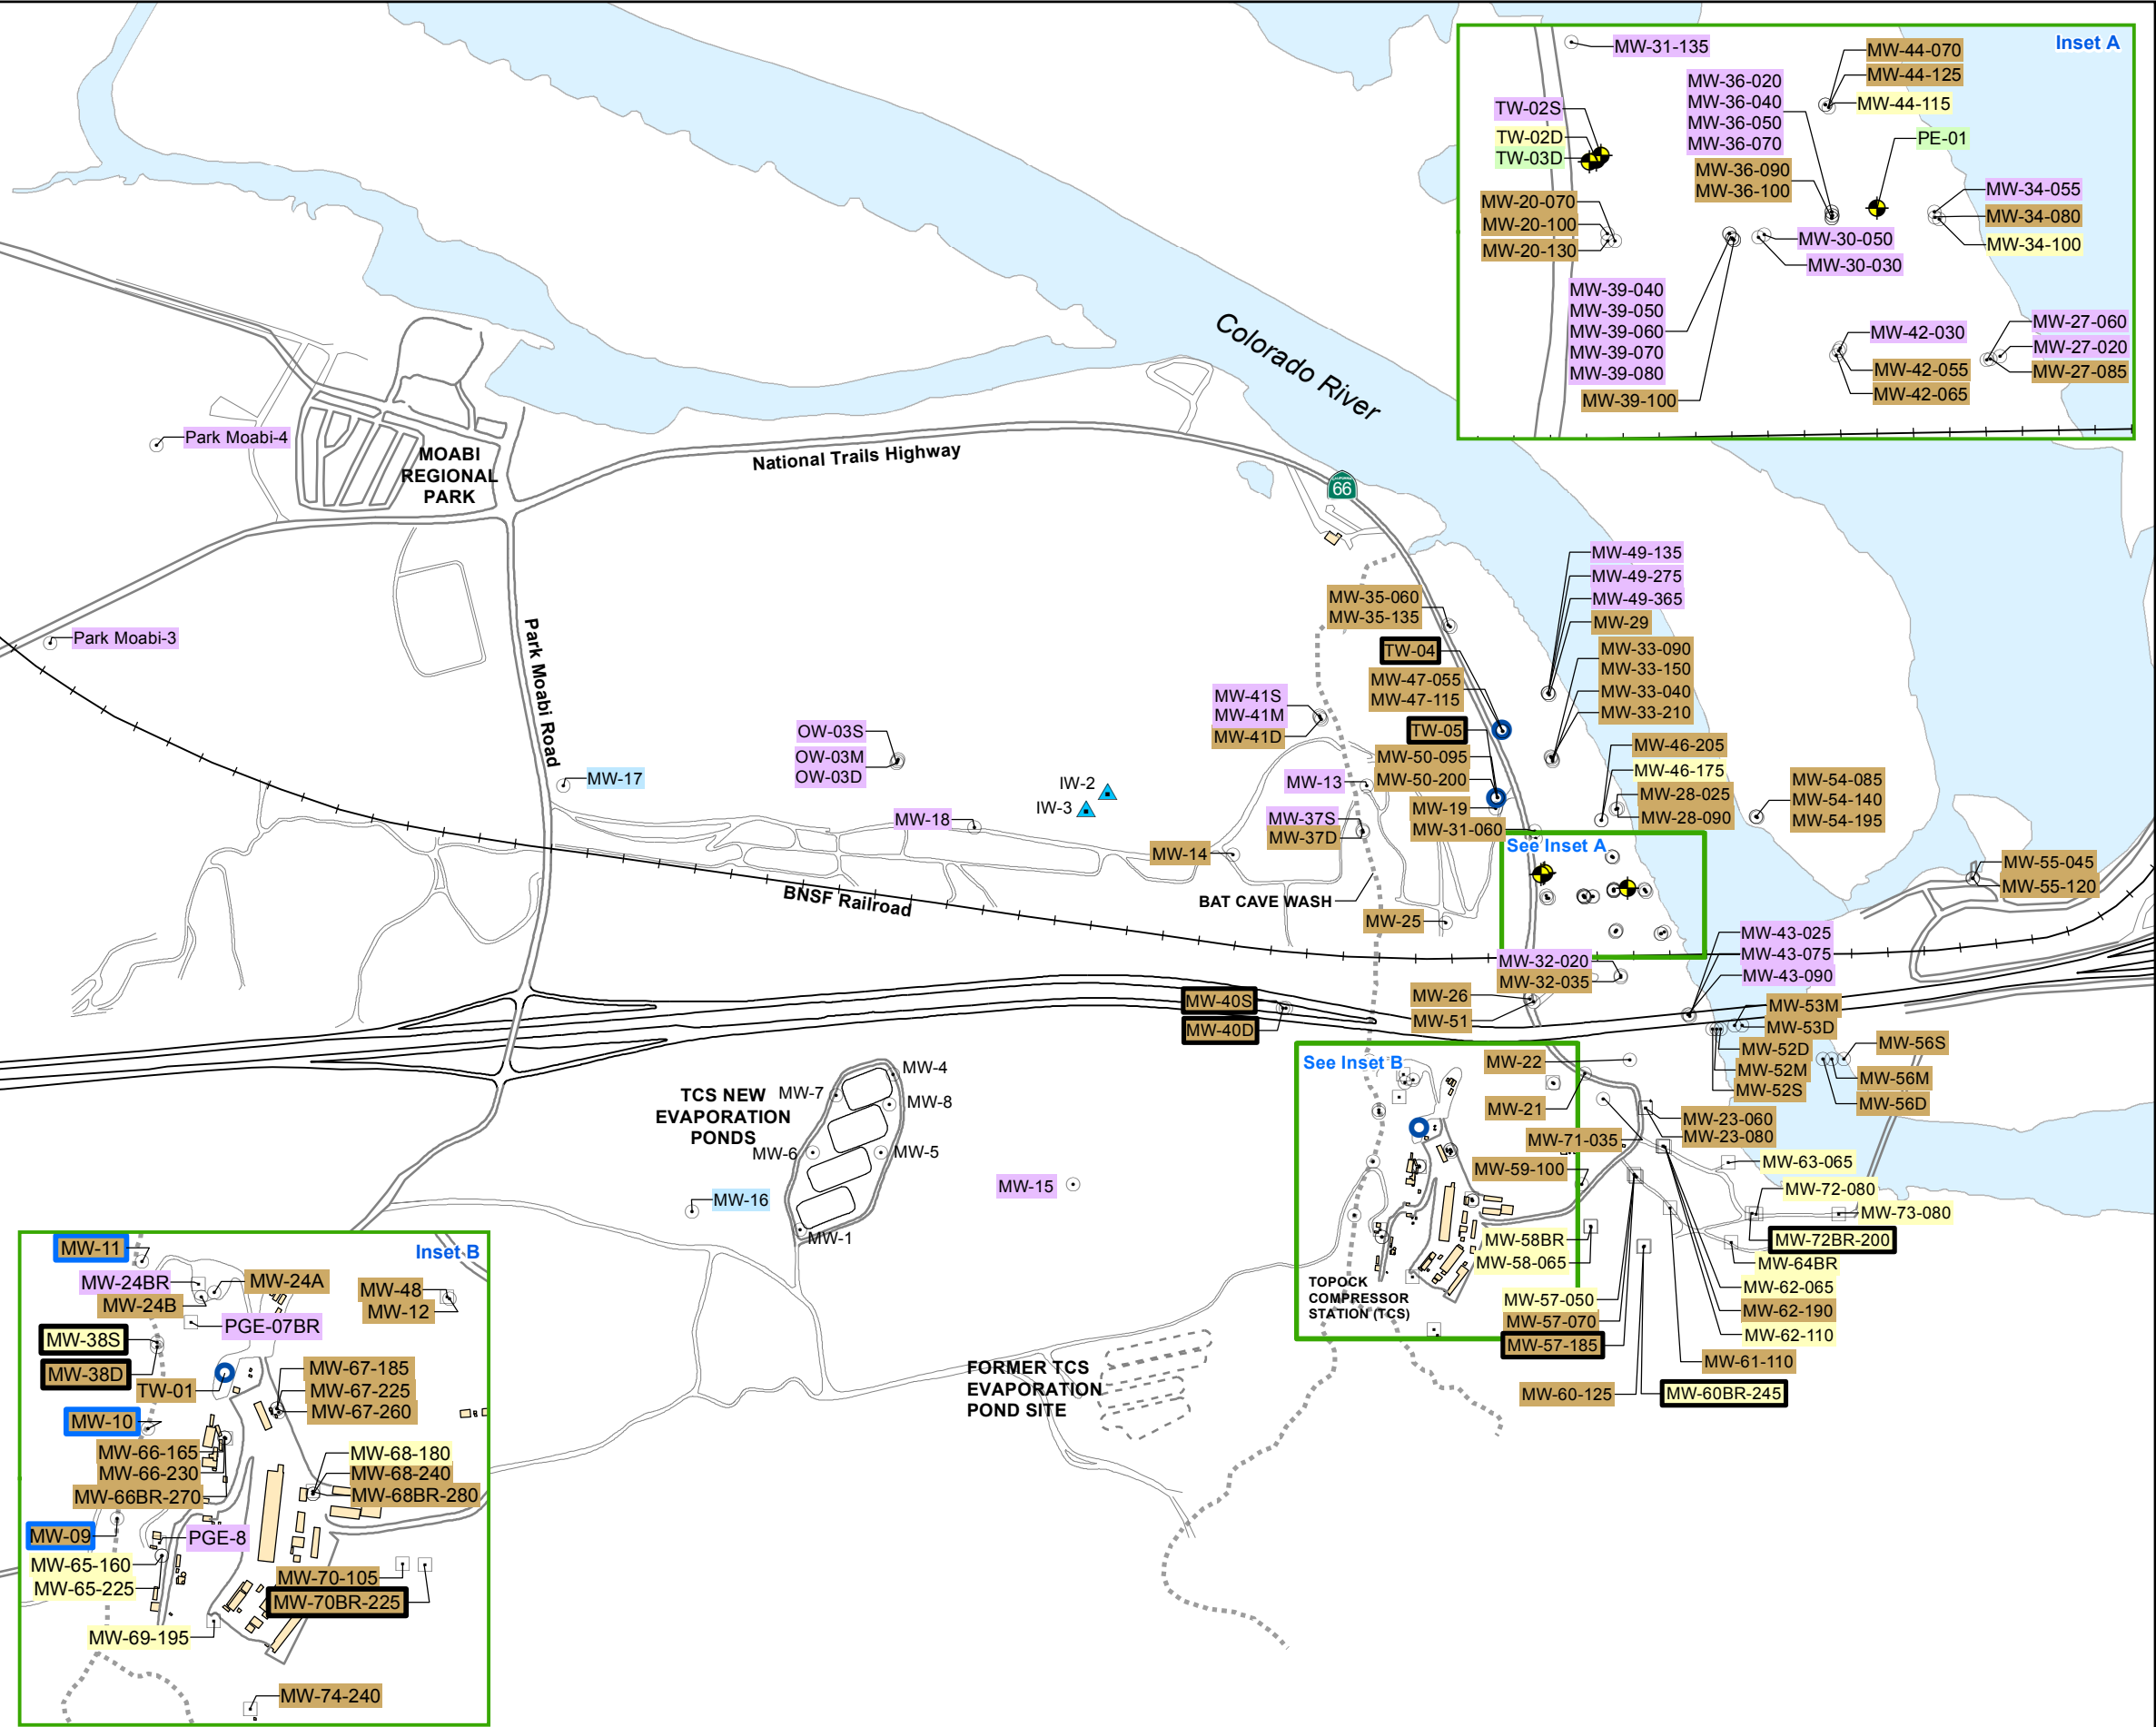 Inset A
MW-31-135
MW-44-070
MW-44-125
MW-44-115
MW-36-020
MW-36-040
MW-36-050
MW-36-070
TW-02S
TW-02D
TW-03D
PE-01
MW-36-090
MW-36-100
MW-34-055
MW-34-080
MW-34-100
MW-20-070
MW-20-100
MW-20-130
MW-30-050
MW-30-030
MW-39-040
MW-39-050
MW-39-060
MW-39-070
MW-39-080
MW-39-100
MW-42-030
MW-42-055
MW-42-065
MW-27-060
MW-27-020
MW-27-085
Colorado River
National Trails Highway
CALIFORNIA
66
Park Moabi-4
MOABI
REGIONAL
PARK
Park Moabi-3
Park Moabi Road
MW-49-135
MW-49-275
MW-49-365
MW-29
MW-33-090
MW-33-150
MW-33-040
MW-33-210
MW-35-060
MW-35-135
TW-04
MW-47-055
MW-47-115
TW-05
MW-50-095
MW-50-200
MW-19
MW-31-060
MW-41S
MW-41M
MW-41D
OW-03S
OW-03M
OW-03D
MW-17
IW-2
IW-3
MW-13
MW-18
MW-37S
MW-37D
MW-14
MW-46-205
MW-46-175
MW-28-025
MW-28-090
MW-54-085
MW-54-140
MW-54-195
See Inset A
MW-55-045
MW-55-120
BNSF Railroad
BAT CAVE WASH
MW-25
MW-43-025
MW-43-075
MW-43-090
MW-32-020
MW-32-035
MW-40S
MW-40D
MW-26
MW-51
MW-53M
MW-53D
MW-52D
MW-52M
MW-52S
MW-56S
MW-56M
MW-56D
See Inset B
MW-22
MW-21
MW-23-060
MW-23-080
MW-71-035
MW-59-100
MW-63-065
MW-72-080
MW-73-080
MW-72BR-200
MW-64BR
MW-58BR
MW-58-065
MW-62-065
MW-62-190
MW-62-110
MW-57-050
MW-57-070
MW-57-185
MW-61-110
MW-60-125
MW-60BR-245
TOPOCK
COMPRESSOR
STATION (TCS)
TCS NEW
EVAPORATION
PONDS
MW-4
MW-7
MW-8
MW-6
MW-5
MW-1
MW-16
MW-15
FORMER TCS
EVAPORATION
POND SITE
Inset B
MW-11
MW-24BR
MW-24A
MW-24B
MW-48
MW-12
PGE-07BR
MW-38S
MW-38D
TW-01
MW-67-185
MW-67-225
MW-67-260
MW-10
MW-66-165
MW-66-230
MW-66BR-270
MW-68-180
MW-68-240
MW-68BR-280
MW-09
PGE-8
MW-65-160
MW-65-225
MW-70-105
MW-70BR-225
MW-69-195
MW-74-240